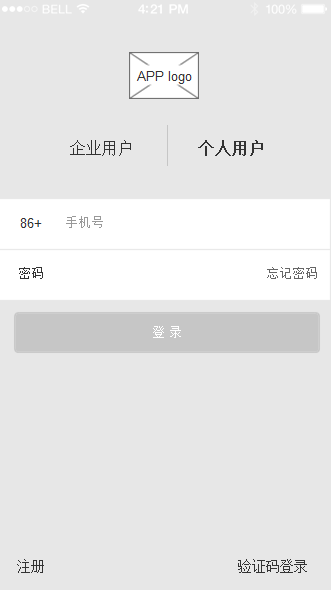 BELL 4:21 PM 100%
APP logo
企业用户 个人用户
86+ 手机号
密码 忘记密码
登 录
注册 验证码登录